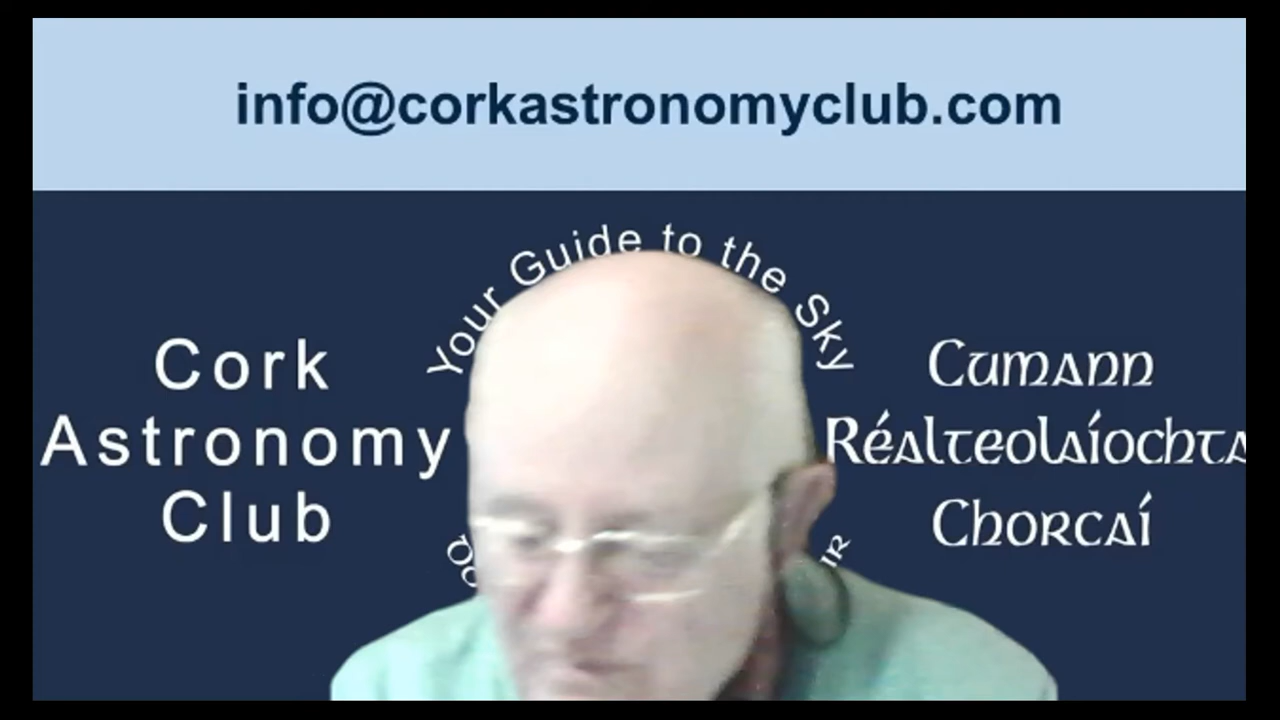 info@corkastronomyclub.com
Your Guide to the Sky
Cork
Astronomy
Club
Cumann
Réalteolaíochta
Chorcaí